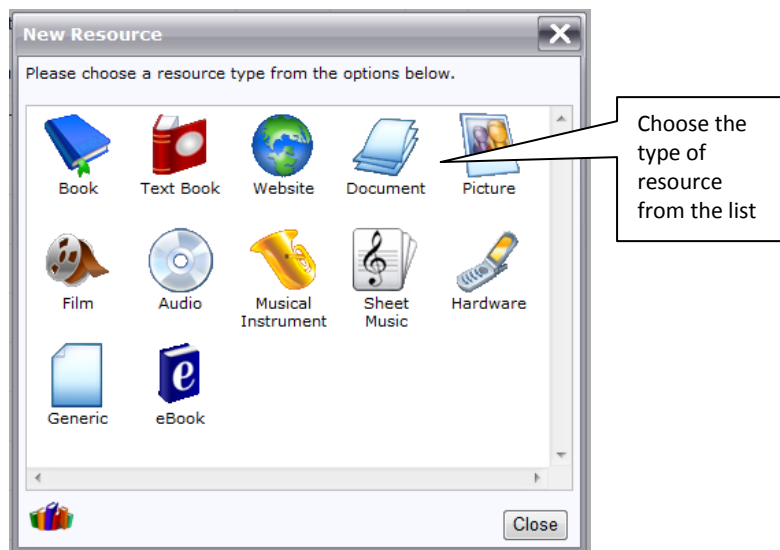 New Resource
Please choose a resource type from the options below.
Book Text Book Website Document Picture
Film Audio Musical Instrument Sheet Music Hardware
Generic eBook
e
Close
Choose the
type of
resource
from the list